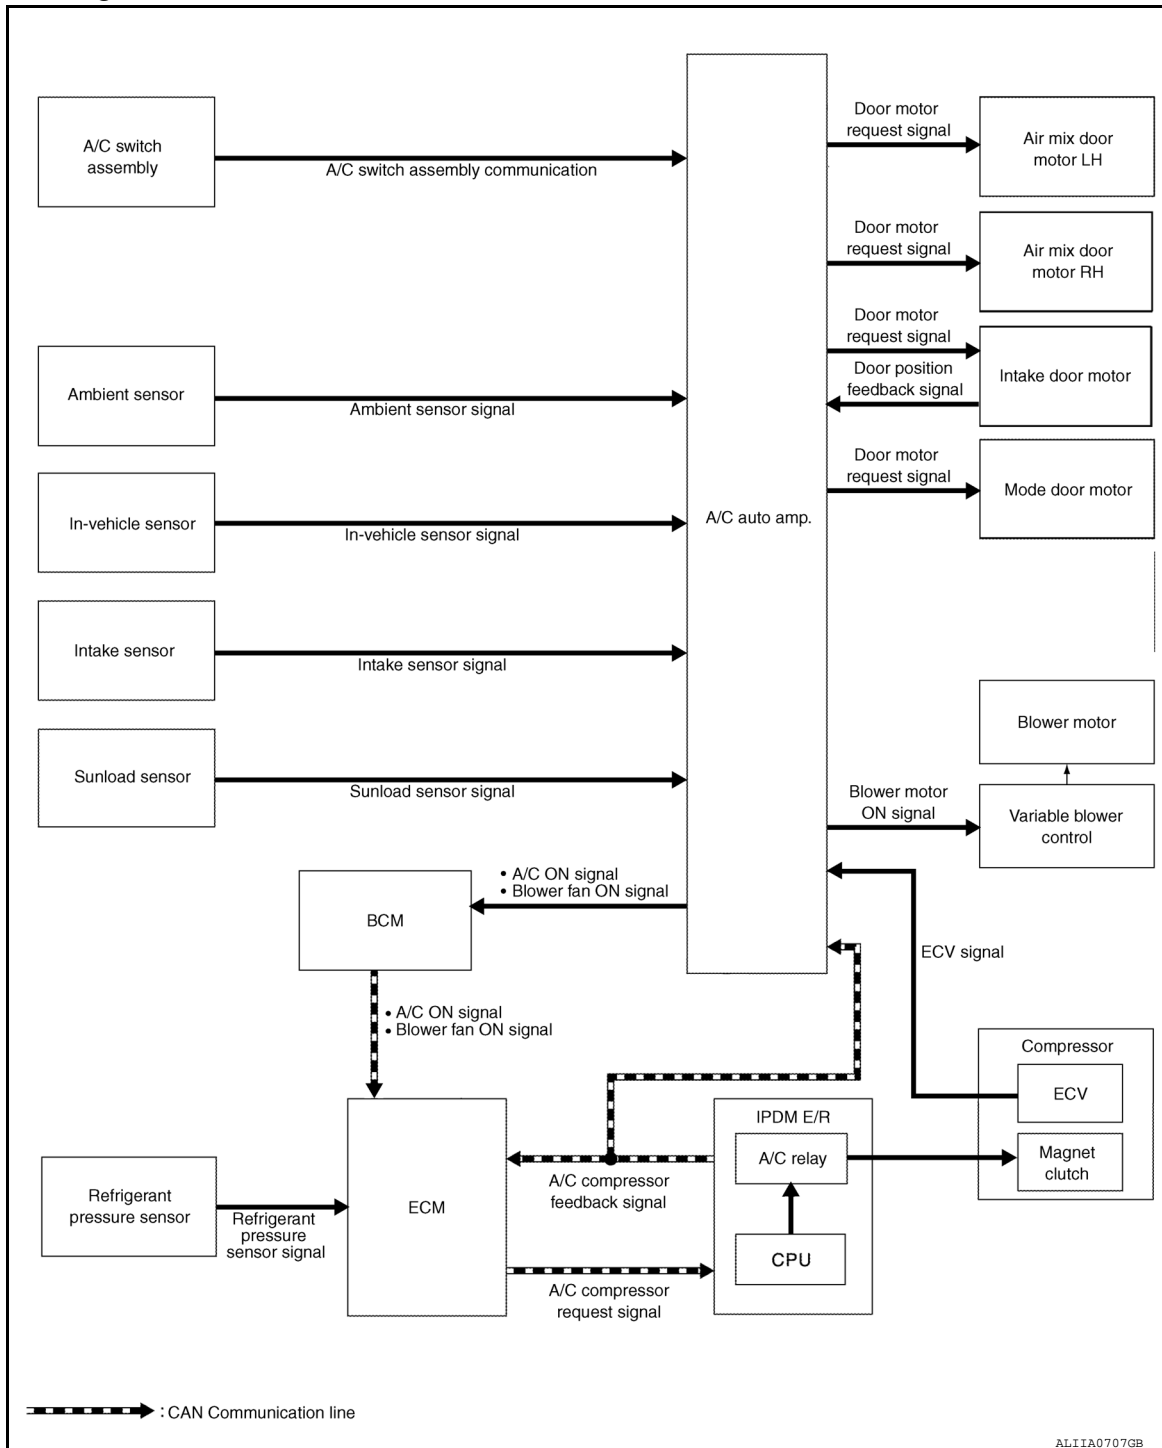 A/C switch
assembly
A/C switch assembly communication
Ambient sensor
Ambient sensor signal
In-vehicle sensor
In-vehicle sensor signal
Intake sensor
Intake sensor signal
Sunload sensor
Sunload sensor signal
A/C auto amp.
Door motor
request signal
Air mix door
motor LH
Door motor
request signal
Air mix door
motor RH
Door motor
request signal
Door position
feedback signal
Intake door motor
Door motor
request signal
Mode door motor
Blower motor
Blower motor
ON signal
Variable blower
control
• A/C ON signal
• Blower fan ON signal
BCM
ECV signal
• A/C ON signal
• Blower fan ON signal
Compressor
ECV
Magnet
clutch
IPDM E/R
A/C relay
CPU
A/C compressor
feedback signal
ECM
Refrigerant
pressure sensor
Refrigerant
pressure
sensor signal
A/C compressor
request signal
: CAN Communication line
ALIIA0707GB